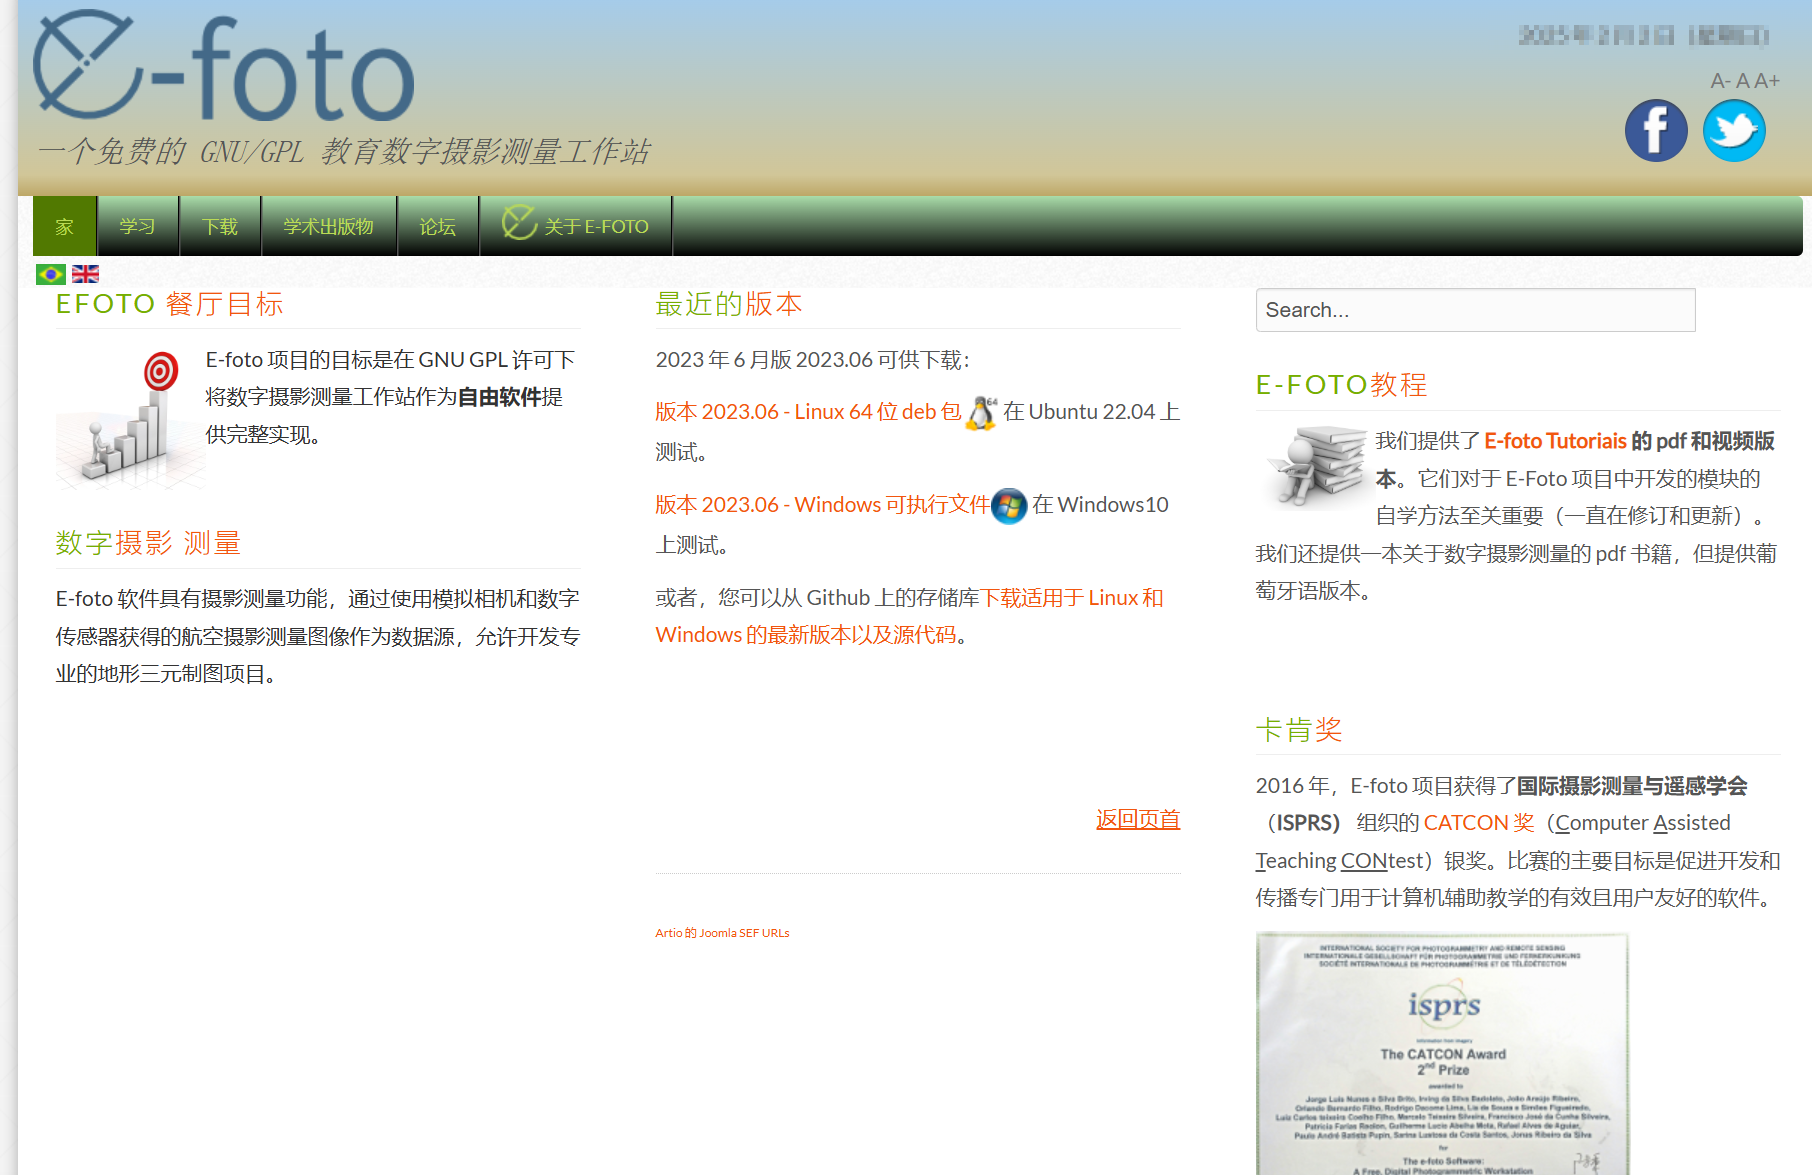 e-foto
一个免费的 GNU/GPL 教育数字摄影测量工作站
A- A A+
家
学习
下载
学术出版物
论坛
关于 E-FOTO
EFOTO 餐厅目标
E-foto 项目的目标是在 GNU GPL 许可下
将数字摄影测量工作站作为自由软件提
供完整实现。
数字摄影 测量
E-foto 软件具有摄影测量功能，通过使用模拟相机和数字
传感器获得的航空摄影测量图像作为数据源，允许开发专
业的地形三元制图项目。
最近的版本
2023 年 6 月版 2023.06 可供下载：
版本 2023.06 - Linux 64 位 deb 包 64 在 Ubuntu 22.04 上
测试。
版本 2023.06 - Windows 可执行文件 在 Windows10
上测试。
或者，您可以从 Github 上的存储库下载适用于 Linux 和
Windows 的最新版本以及源代码。
返回页首
Artio 的 Joomla SEF URLs
Search...
E-FOTO教程
我们提供了 E-foto Tutoriais 的 pdf 和视频版
本。它们对于 E-Foto 项目中开发的模块的
自学方法至关重要（一直在修订和更新）。
我们还提供一本关于数字摄影测量的 pdf 书籍，但提供葡
萄牙语版本。
卡肯奖
2016 年，E-foto 项目获得了国际摄影测量与遥感学会
（ISPRS） 组织的 CATCON 奖（Computer Assisted
Teaching CONtest）银奖。比赛的主要目标是促进开发和
传播专门用于计算机辅助教学的有效且用户友好的软件。
INTERNATIONAL SOCIETY FOR PHOTOGRAMMETRY AND REMOTE SENSING
INTERNATIONALE GESELLSCHAFT FÜR PHOTOGRAMMETRIE UND FERNERKUNKUNG
SOCIÉTÉ INTERNATIONALE DE PHOTOGRAMMÉTRIE ET DE TÉLÉDÉTECTION
isprs
information from imagery
The CATCON Award
2nd Prize
awarded to
Jorge Luis Nunes e Silva Brito, Irving da Silva Badolato, João Araújo Ribeiro,
Orlando Bernardo Filho, Rodrigo Dacome Lima, Lia de Souza e Simões Figueiredo,
Luiz Carlos Teixeira Coelho Filho, Marcelo Teixeira Silveira, Francisco José da Cunha Silveira,
Patricia Farias Reolon, Guilherme Lucio Abelha Mota, Rafael Alves de Aguiar,
Paulo André Batista Pupin, Sarina Lustosa da Costa Santos, Jonas Ribeiro da Silva
for
The e-foto Software:
A Free, Digital Photogrammetric Workstation